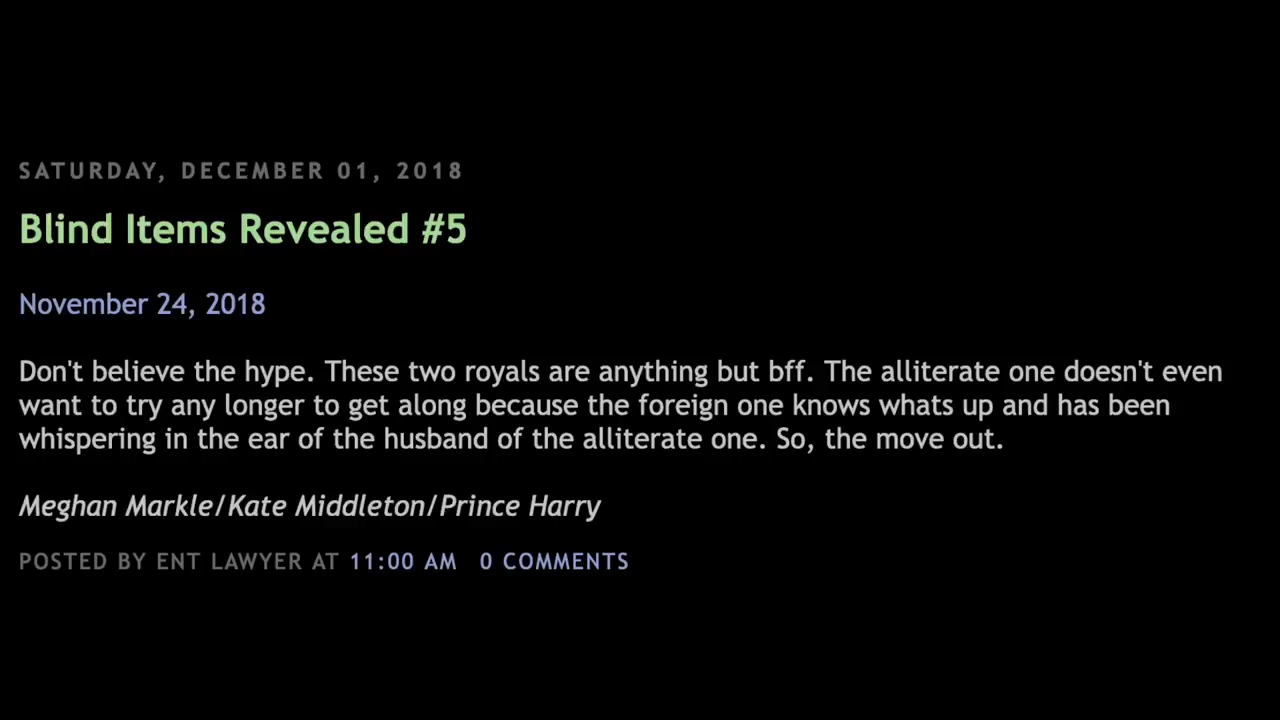 SATURDAY, DECEMBER 01, 2018
Blind Items Revealed #5
November 24, 2018
Don't believe the hype. These two royals are anything but bff. The alliterate one doesn't even
want to try any longer to get along because the foreign one knows whats up and has been
whispering in the ear of the husband of the alliterate one. So, the move out.
Meghan Markle/Kate Middleton/Prince Harry
POSTED BY ENT LAWYER AT 11:00 AM 0 COMMENTS